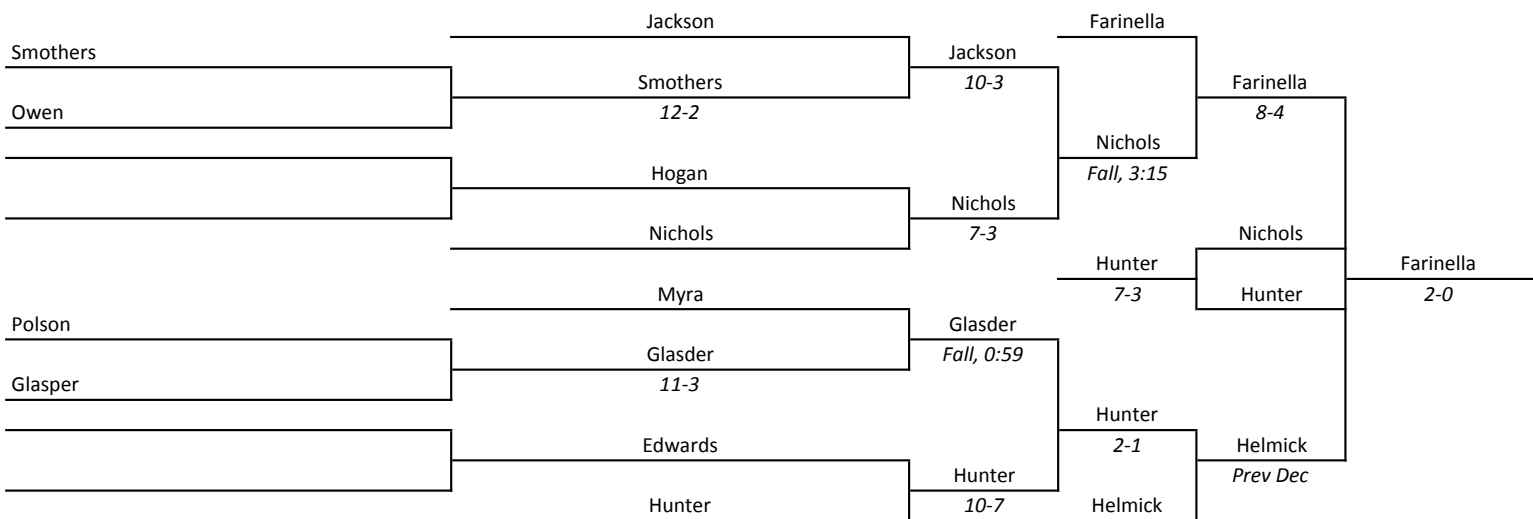 Jackson
Farinella
Smothers
Jackson
Smothers
10-3
Farinella
Owen
12-2
8-4
Nichols
Hogan
Fall, 3:15
Nichols
Nichols
7-3
Nichols
Hunter
Farinella
Myra
7-3
Hunter
2-0
Polson
Glasder
Glasder
Fall, 0:59
Glasper
11-3
Hunter
Edwards
2-1
Helmick
Hunter
Prev Dec
Hunter
10-7
Helmick